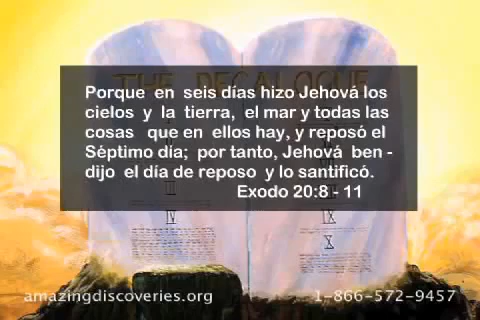 THE DECALOGUE
Porque en seis días hizo Jehová los
cielos y la tierra, el mar y todas las
cosas que en ellos hay, y reposó el
Séptimo día; por tanto, Jehová ben -
dijo el día de reposo y lo santificó.
Exodo 20:8 - 11
III
IV
IX
X
amazingdiscoveries.org 1-866-572-9457